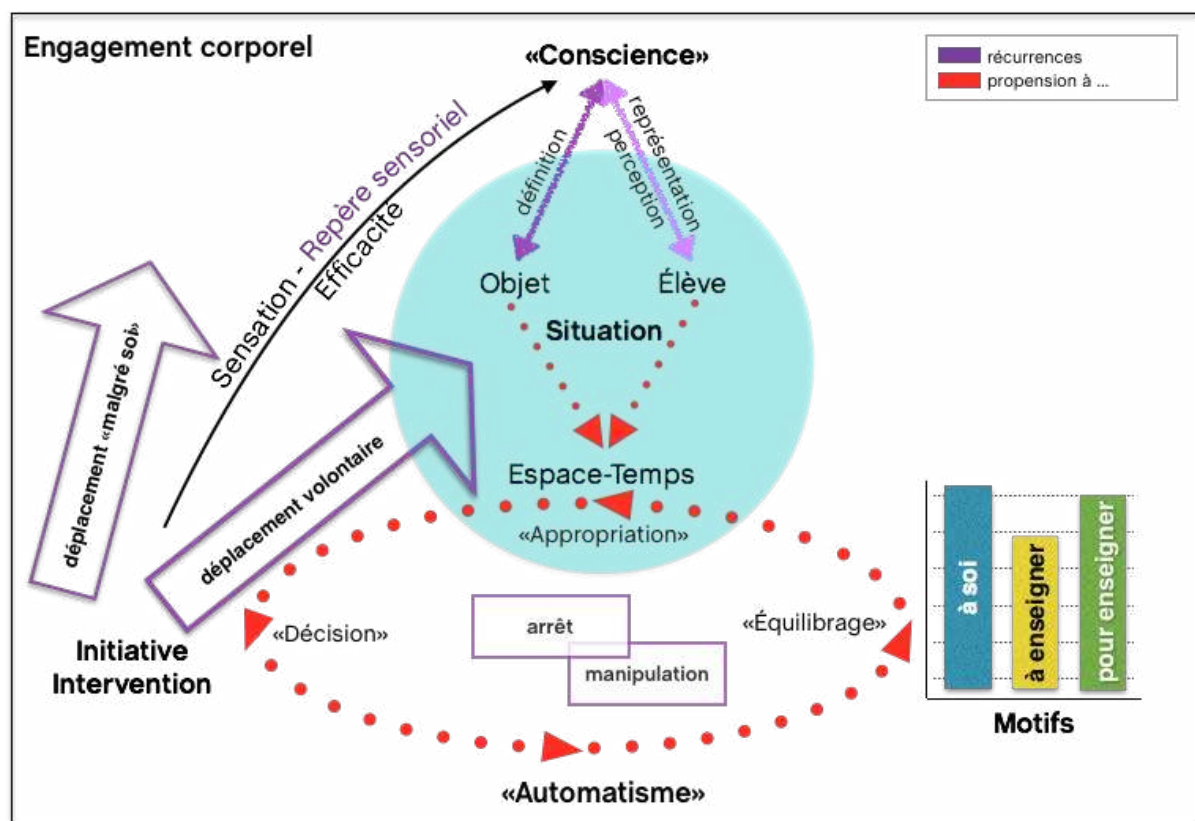 Engagement corporel
«Conscience»
récurrences
propension à ...
définition
représentation
perception
Sensation - Repère sensoriel
Efficacité
Objet
Élève
Situation
déplacement «malgré soi»
déplacement volontaire
Espace-Temps
«Appropriation»
«Décision»
arrêt
manipulation
«Équilibrage»
Initiative
Intervention
à soi
à enseigner
pour enseigner
Motifs
«Automatisme»